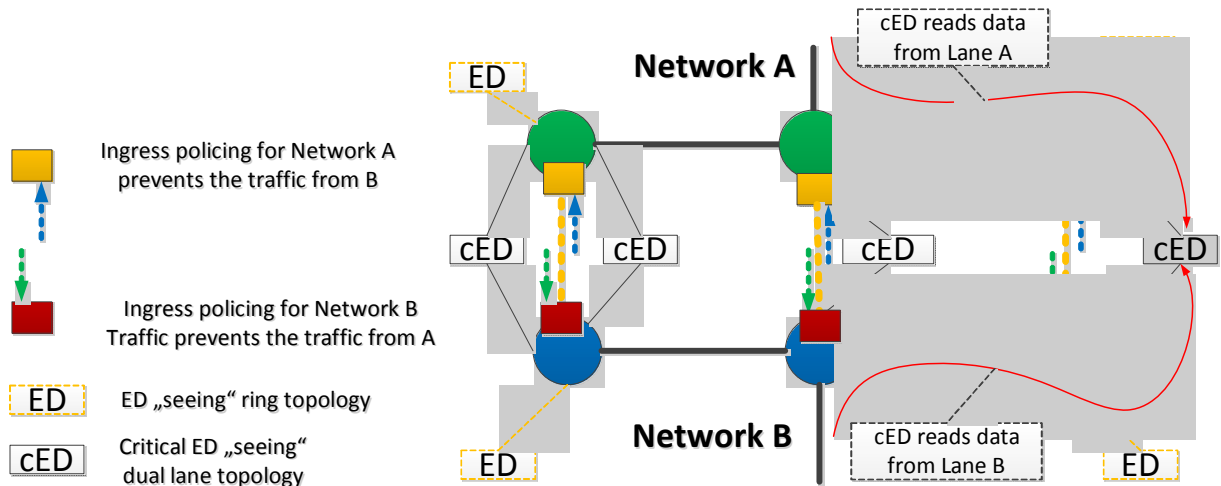 cED reads data
from Lane A
Network A
ED
Ingress policing for Network A
prevents the traffic from B
cED
cED
cED
cED
Ingress policing for Network B
Traffic prevents the traffic from A
ED
ED „seeing“ ring topology
Network B
cED reads data
from Lane B
cED
Critical ED „seeing“
dual lane topology
ED
ED